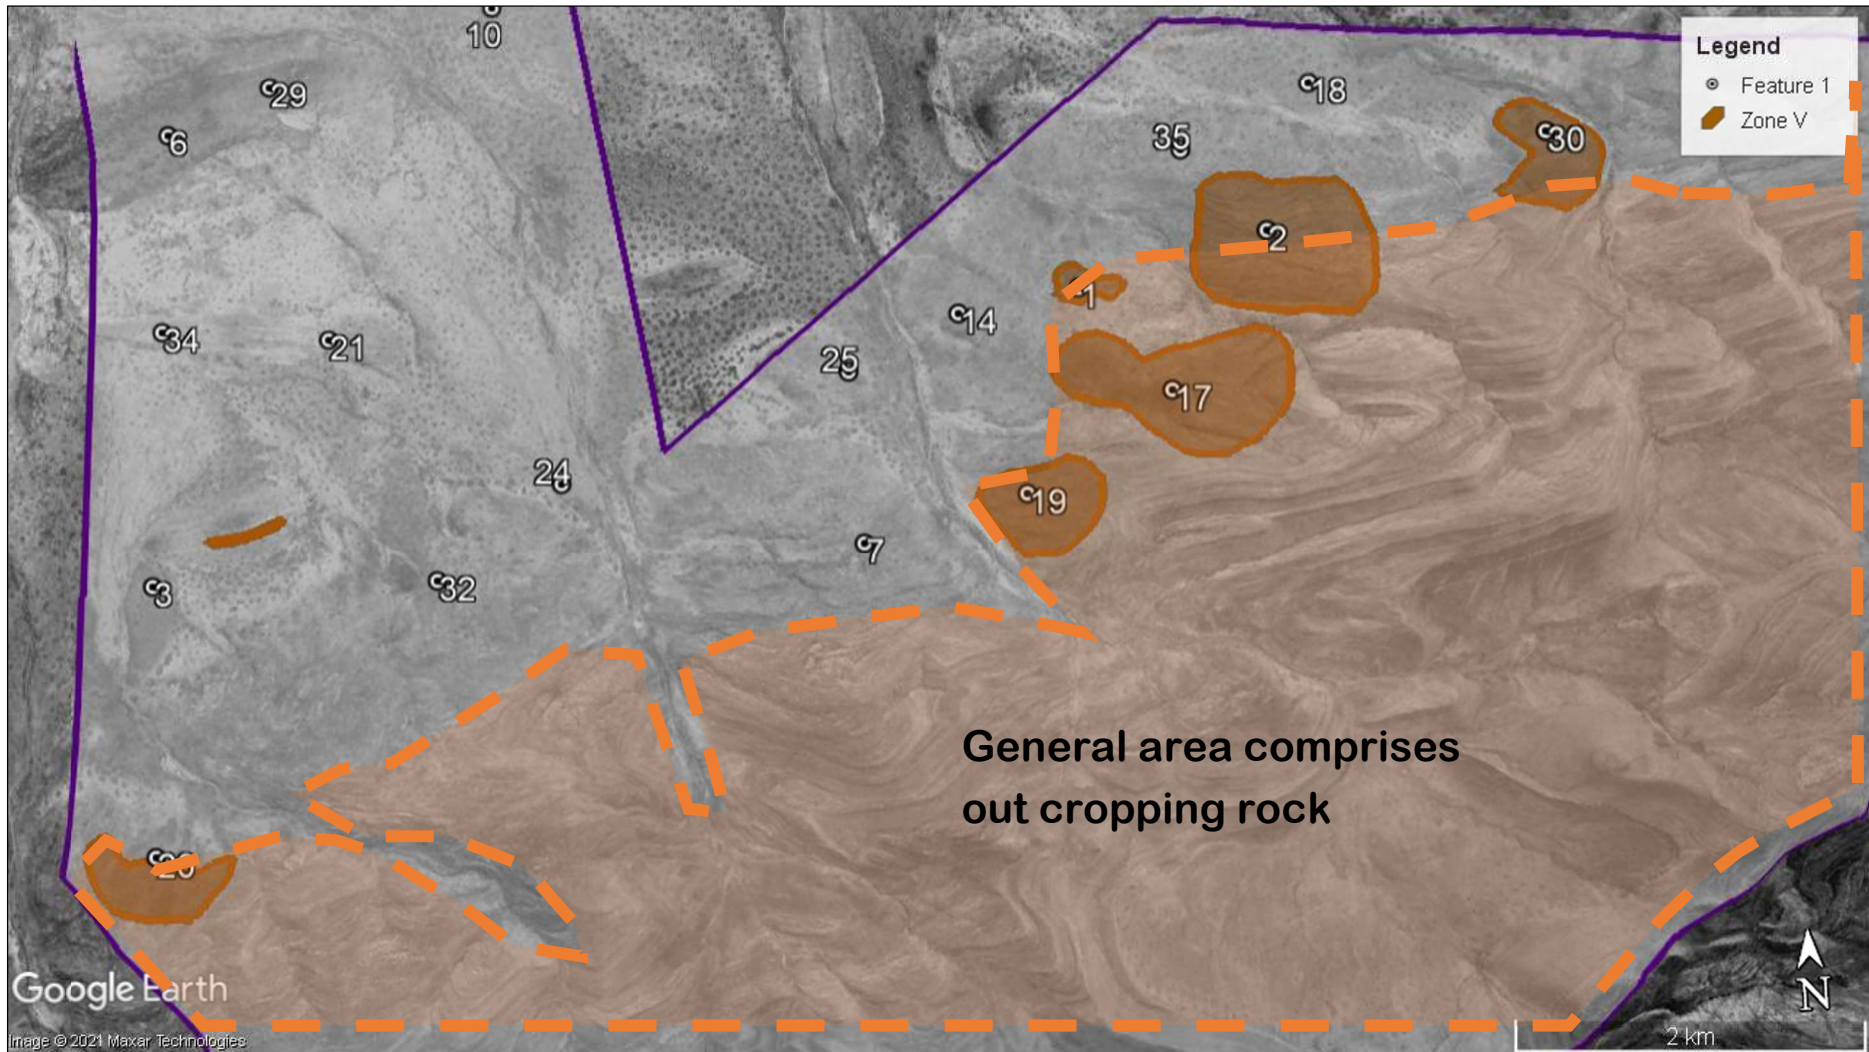 10
29
6
18
35
30
2
1
14
34
21
25
17
24
19
7
3
32
20
Legend
Feature 1
Zone V
General area comprises
out cropping rock
Google Earth
Image © 2021 Maxar Technologies
N
2 km